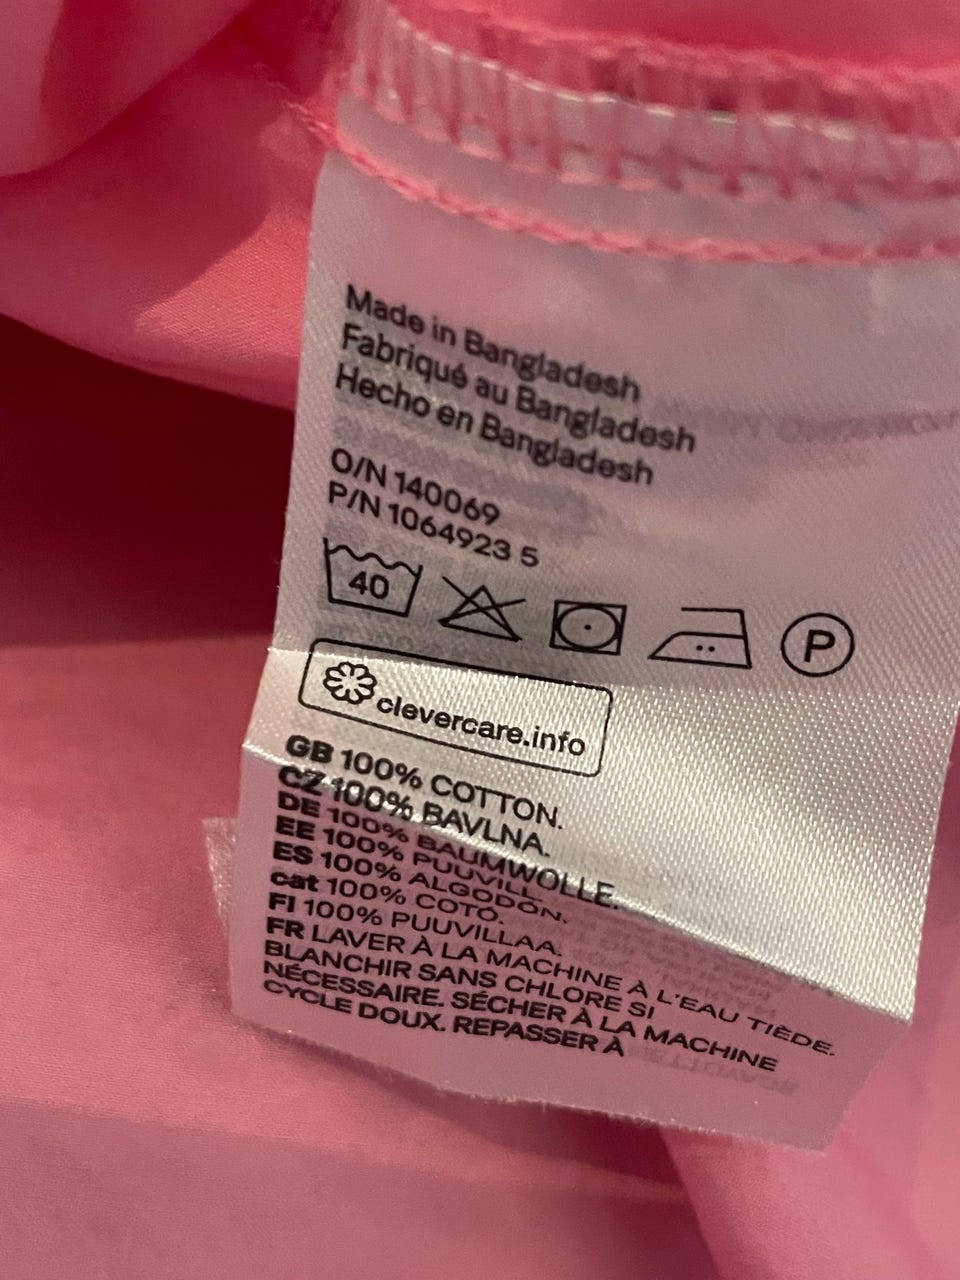 Made in Bangladesh
Fabriqué au Bangladesh
Hecho en Bangladesh
O/N 140069
P/N 1064923 5
40
P
clevercare.info
GB 100% COTTON.
CZ 100% BAVLNA.
DE 100% BAUMWOLLE.
EE 100% PUUVILL.
ES 100% ALGODÓN.
cat 100% COTÓ.
FI 100% PUUVILLAA.
FR LAVER À LA MACHINE À L'EAU TIÈDE.
BLANCHIR SANS CHLORE SI
NÉCESSAIRE. SÉCHER À LA MACHINE
CYCLE DOUX. REPASSER À